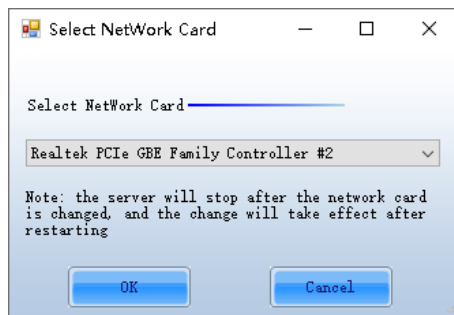 Select NetWork Card
Select NetWork Card
Realtek PCIe GBE Family Controller #2
Note: the server will stop after the network card
is changed, and the change will take effect after
restarting
OK
Cancel